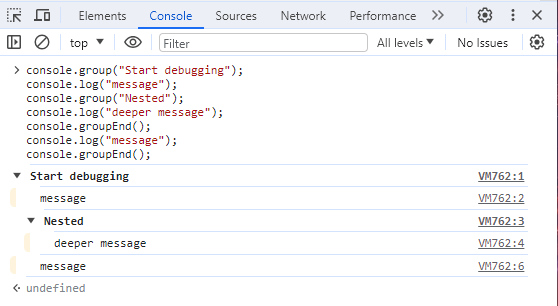 Elements Console Sources Network Performance
top Filter All levels No Issues
console.group("Start debugging");
console.log("message");
console.group("Nested");
console.log("deeper message");
console.groupEnd();
console.log("message");
console.groupEnd();
Start debugging VM762:1
message VM762:2
Nested VM762:3
deeper message VM762:4
message VM762:6
undefined